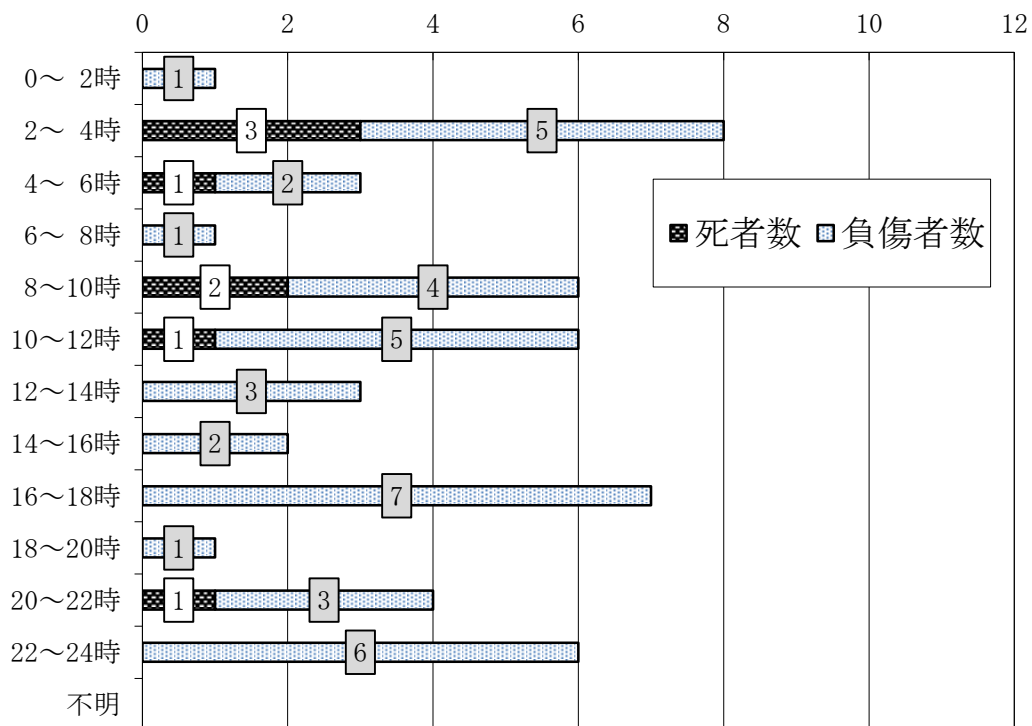 0 2 4 6 8 10 12
0～ 2時 1
2～ 4時 3 5
4～ 6時 1 2
6～ 8時 1
8～10時 2 4
10～12時 1 5
12～14時 3
14～16時 2
16～18時 7
18～20時 1
20～22時 1 3
22～24時 6
不明
死者数 負傷者数